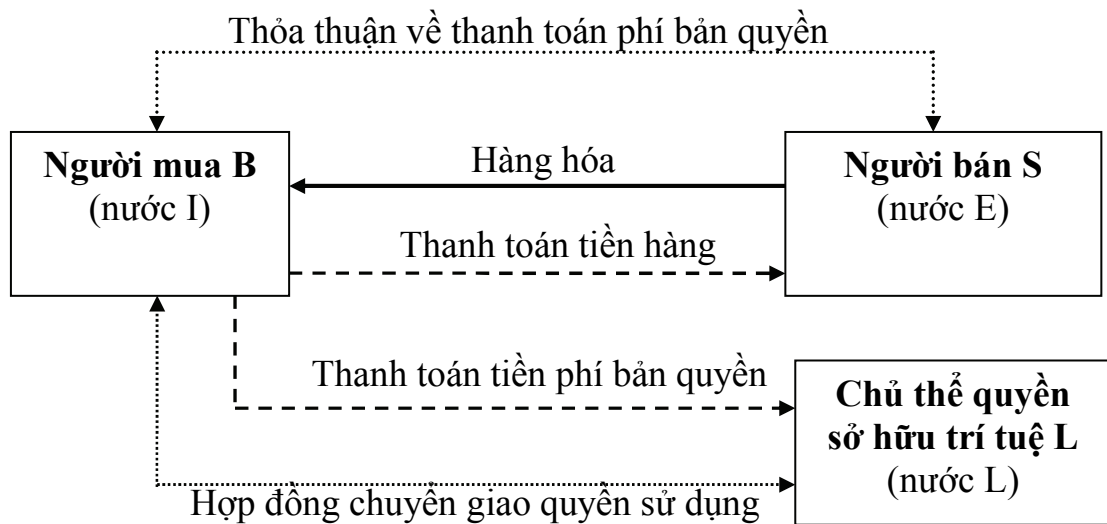 Thỏa thuận về thanh toán phí bản quyền
Người mua B
(nước I)
Hàng hóa
Người bán S
(nước E)
Thanh toán tiền hàng
Thanh toán tiền phí bản quyền
Chủ thể quyền
sở hữu trí tuệ L
(nước L)
Hợp đồng chuyển giao quyền sử dụng